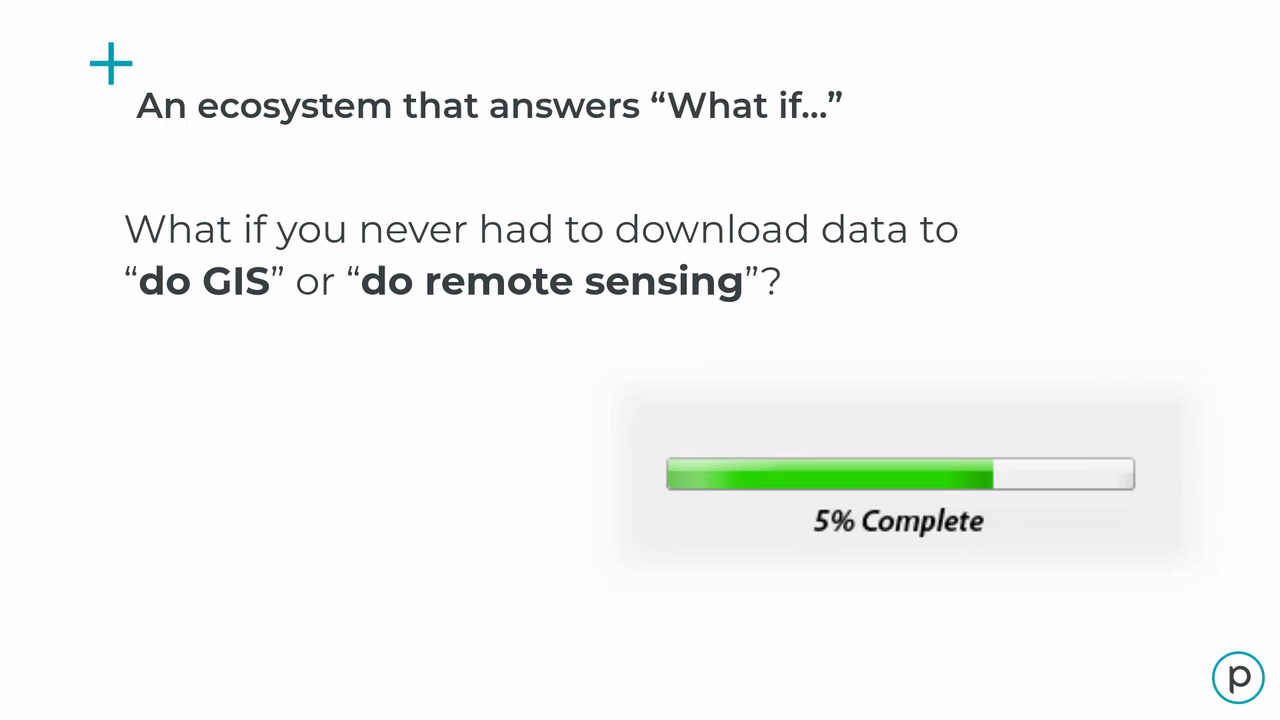 An ecosystem that answers “What if...”
What if you never had to download data to
“do GIS” or “do remote sensing”?
5% Complete
p